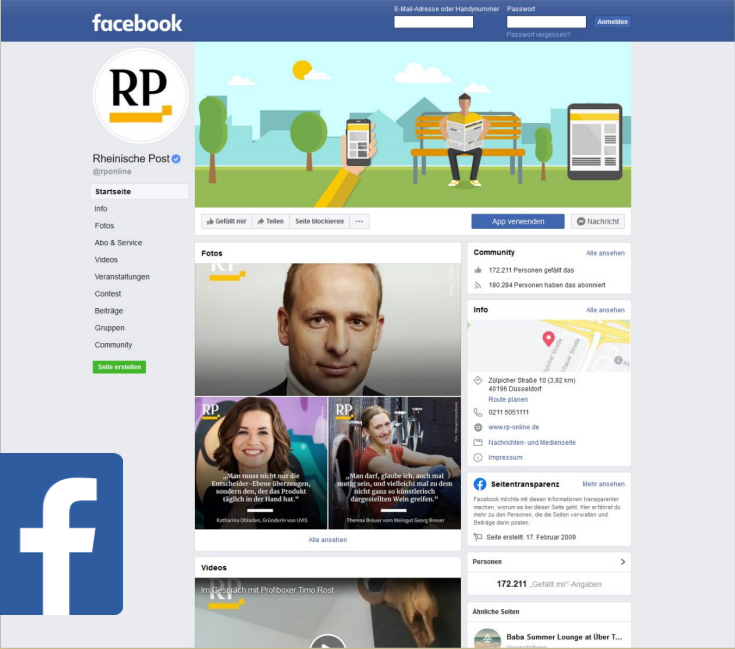 facebook
E-Mail-Adresse oder Handynummer
Passwort
Anmelden
Passwort vergessen?
RP
Rheinische Post
@rponline
Startseite
Info
Fotos
Abo & Service
Videos
Veranstaltungen
Contest
Beiträge
Gruppen
Community
Seite erstellen
Gefällt mir
Teilen
Seite blockieren
App verwenden
Nachricht
Fotos
RP
RP
„Man muss nicht nur die
Entscheider-Ebene überzeugen,
sondern den, der das Produkt
täglich in der Hand hat.“
Katharina Obladen, Gründerin von UVIS
RP
„Man darf, glaube ich, auch mal
mutig sein, und vielleicht mal zu dem
nicht ganz so künstlerisch
dargestellten Wein greifen.“
Theresa Breuer vom Weingut Georg Breuer
Alle ansehen
Videos
Im Gespräch mit Profiboxer Timo Rost
RP
Community
Alle ansehen
172.211 Personen gefällt das
180.284 Personen haben das abonniert
Info
Alle ansehen
Zülpicher Straße 10 (3,92 km)
40196 Düsseldorf
Route planen
0211 5051111
www.rp-online.de
Nachrichten- und Medienseite
Impressum
Seitentransparenz
Mehr ansehen
Facebook möchte mit diesen Informationen transparenter
machen, worum es bei dieser Seite geht. Hier erfährst du
mehr zu den Personen, die die Seiten verwalten und
Beiträge darin posten.
Seite erstellt: 17. Februar 2009
Personen
172.211 „Gefällt mir“-Angaben
Ähnliche Seiten
Baba Summer Lounge at Über T...
f